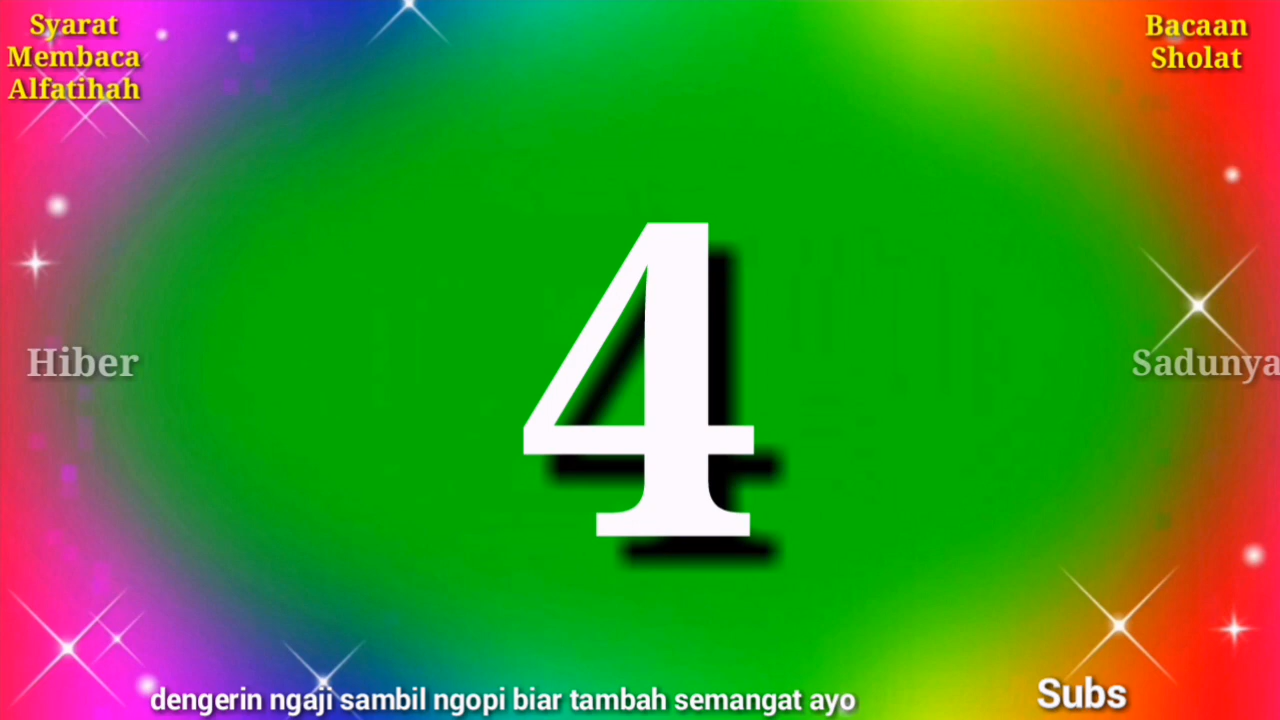 Syarat
Membaca
Alfatihah
Bacaan
Sholat
4
Hiber
Sadunya
dengerin ngaji sambil ngopi biar tambah semangat ayo
Subs